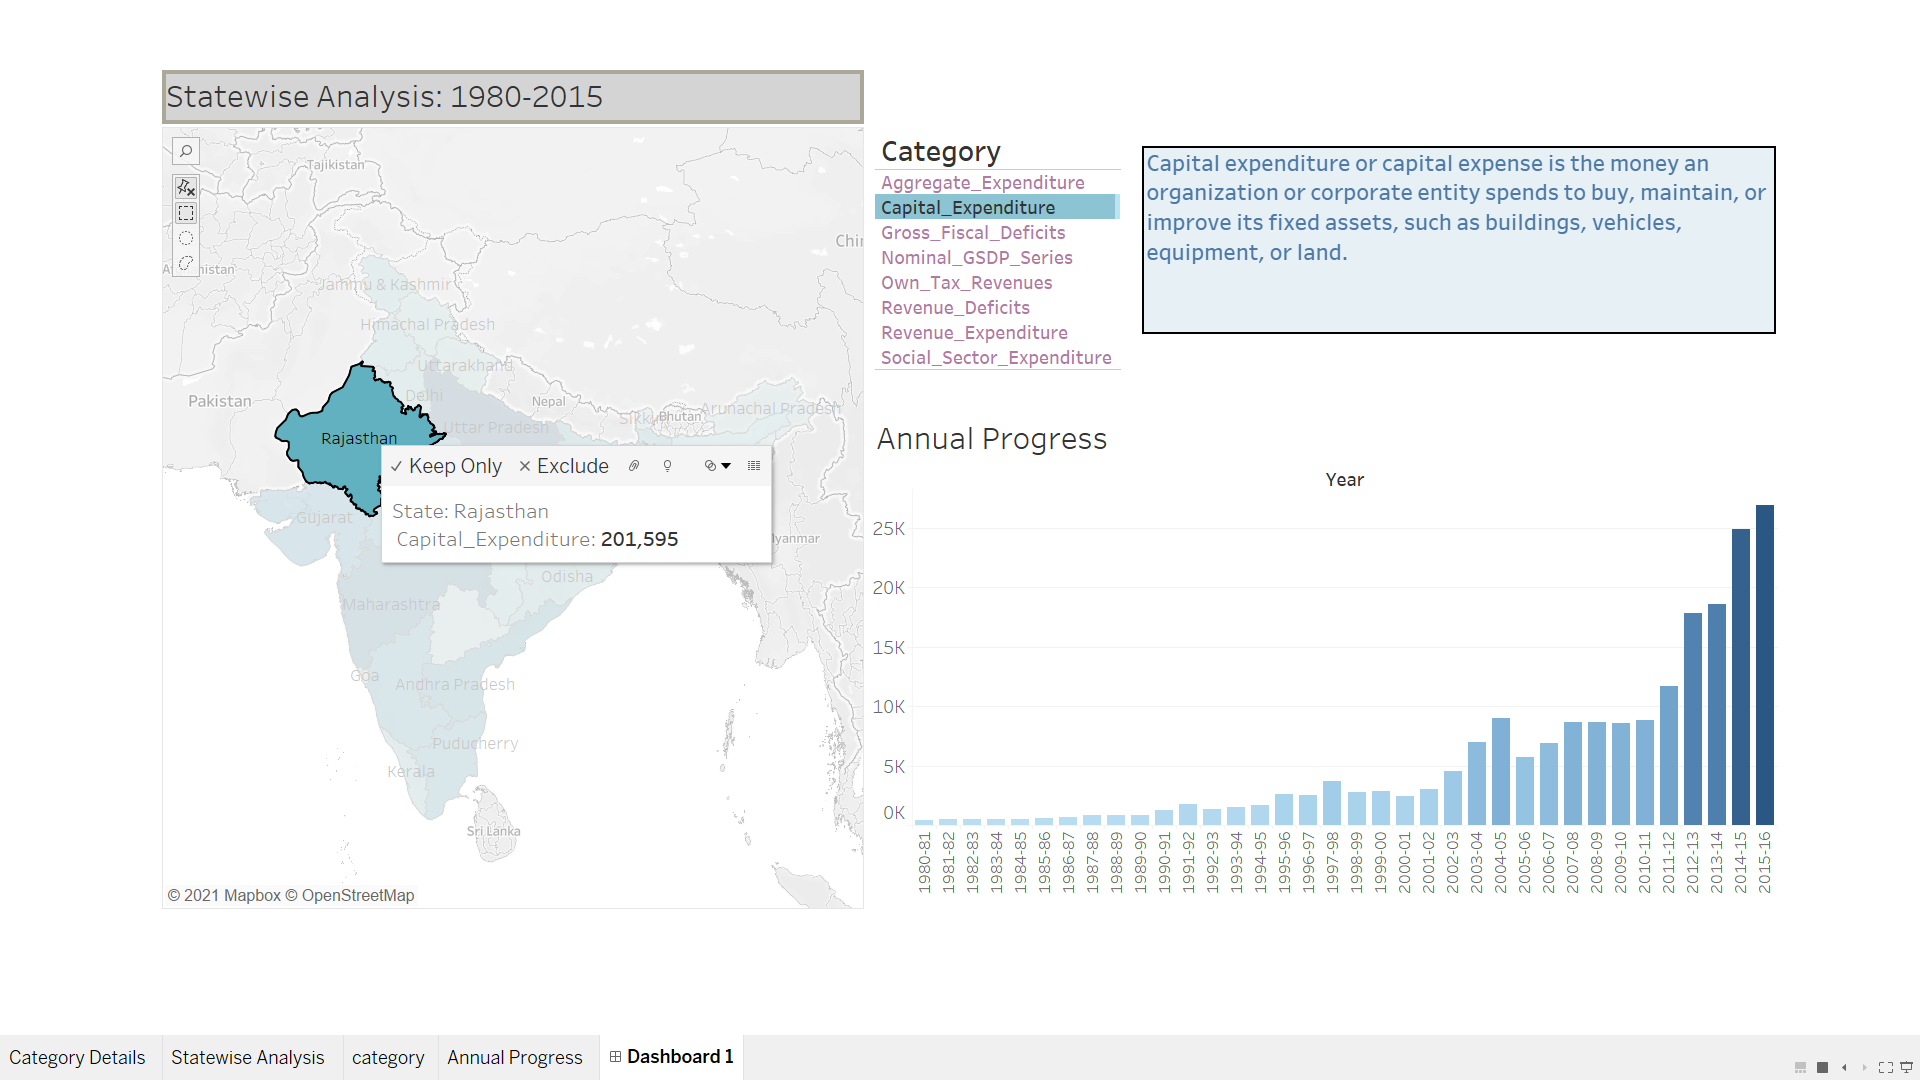 Statewise Analysis: 1980-2015
Tajikistan
Jammu & Kashmir
Himachal Pradesh
Uttarakhand
Pakistan
Delhi
Nepal
Arunachal Pradesh
Bhutan
Uttar Pradesh
Rajasthan
Keep Only
Exclude
State: Rajasthan
Capital_Expenditure: 201,595
Gujarat
Odisha
Maharashtra
Goa
Andhra Pradesh
Puducherry
Kerala
Sri Lanka
© 2021 Mapbox © OpenStreetMap
Category
Aggregate_Expenditure
Capital_Expenditure
Gross_Fiscal_Deficits
Nominal_GSDP_Series
Own_Tax_Revenues
Revenue_Deficits
Revenue_Expenditure
Social_Sector_Expenditure
Capital expenditure or capital expense is the money an
organization or corporate entity spends to buy, maintain, or
improve its fixed assets, such as buildings, vehicles,
equipment, or land.
Annual Progress
Year
25K
20K
15K
10K
5K
0K
1980-81
1981-82
1982-83
1983-84
1984-85
1985-86
1986-87
1987-88
1988-89
1989-90
1990-91
1991-92
1992-93
1993-94
1994-95
1995-96
1996-97
1997-98
1998-99
1999-00
2000-01
2001-02
2002-03
2003-04
2004-05
2005-06
2006-07
2007-08
2008-09
2009-10
2010-11
2011-12
2012-13
2013-14
2014-15
2015-16
Category Details
Statewise Analysis
category
Annual Progress
Dashboard 1